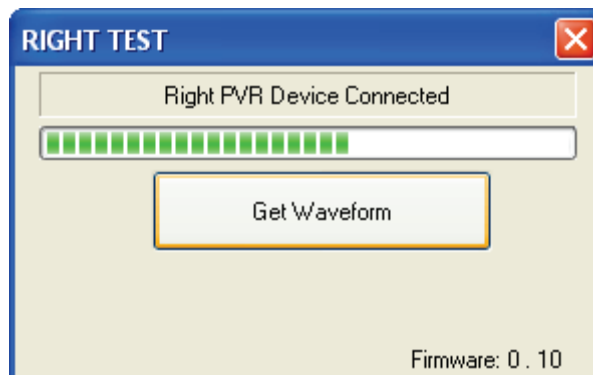 RIGHT TEST
Right PVR Device Connected
Get Waveform
Firmware: 0 . 10